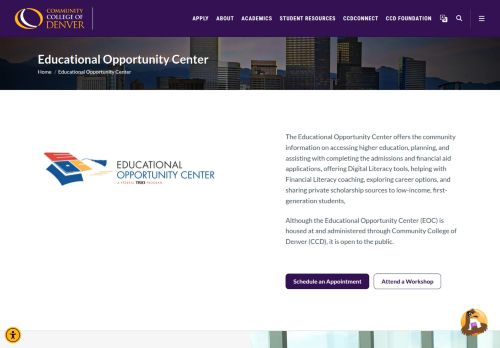 COMMUNITY
COLLEGE OF
DENVER
APPLY ABOUT ACADEMICS STUDENT RESOURCES CCDCONNECT CCD FOUNDATION
Educational Opportunity Center
Home / Educational Opportunity Center
EDUCATIONAL
OPPORTUNITY CENTER
A FEDERAL TRIO PROGRAM
The Educational Opportunity Center offers the community
information on accessing higher education, planning, and
assisting with completing the admissions and financial aid
applications, offering Digital Literacy tools, helping with
Financial Literacy coaching, exploring career options, and
sharing private scholarship sources to low-income, first-
generation students,
Although the Educational Opportunity Center (EOC) is
housed at and administered through Community College of
Denver (CCD), it is open to the public.
Schedule an Appointment Attend a Workshop